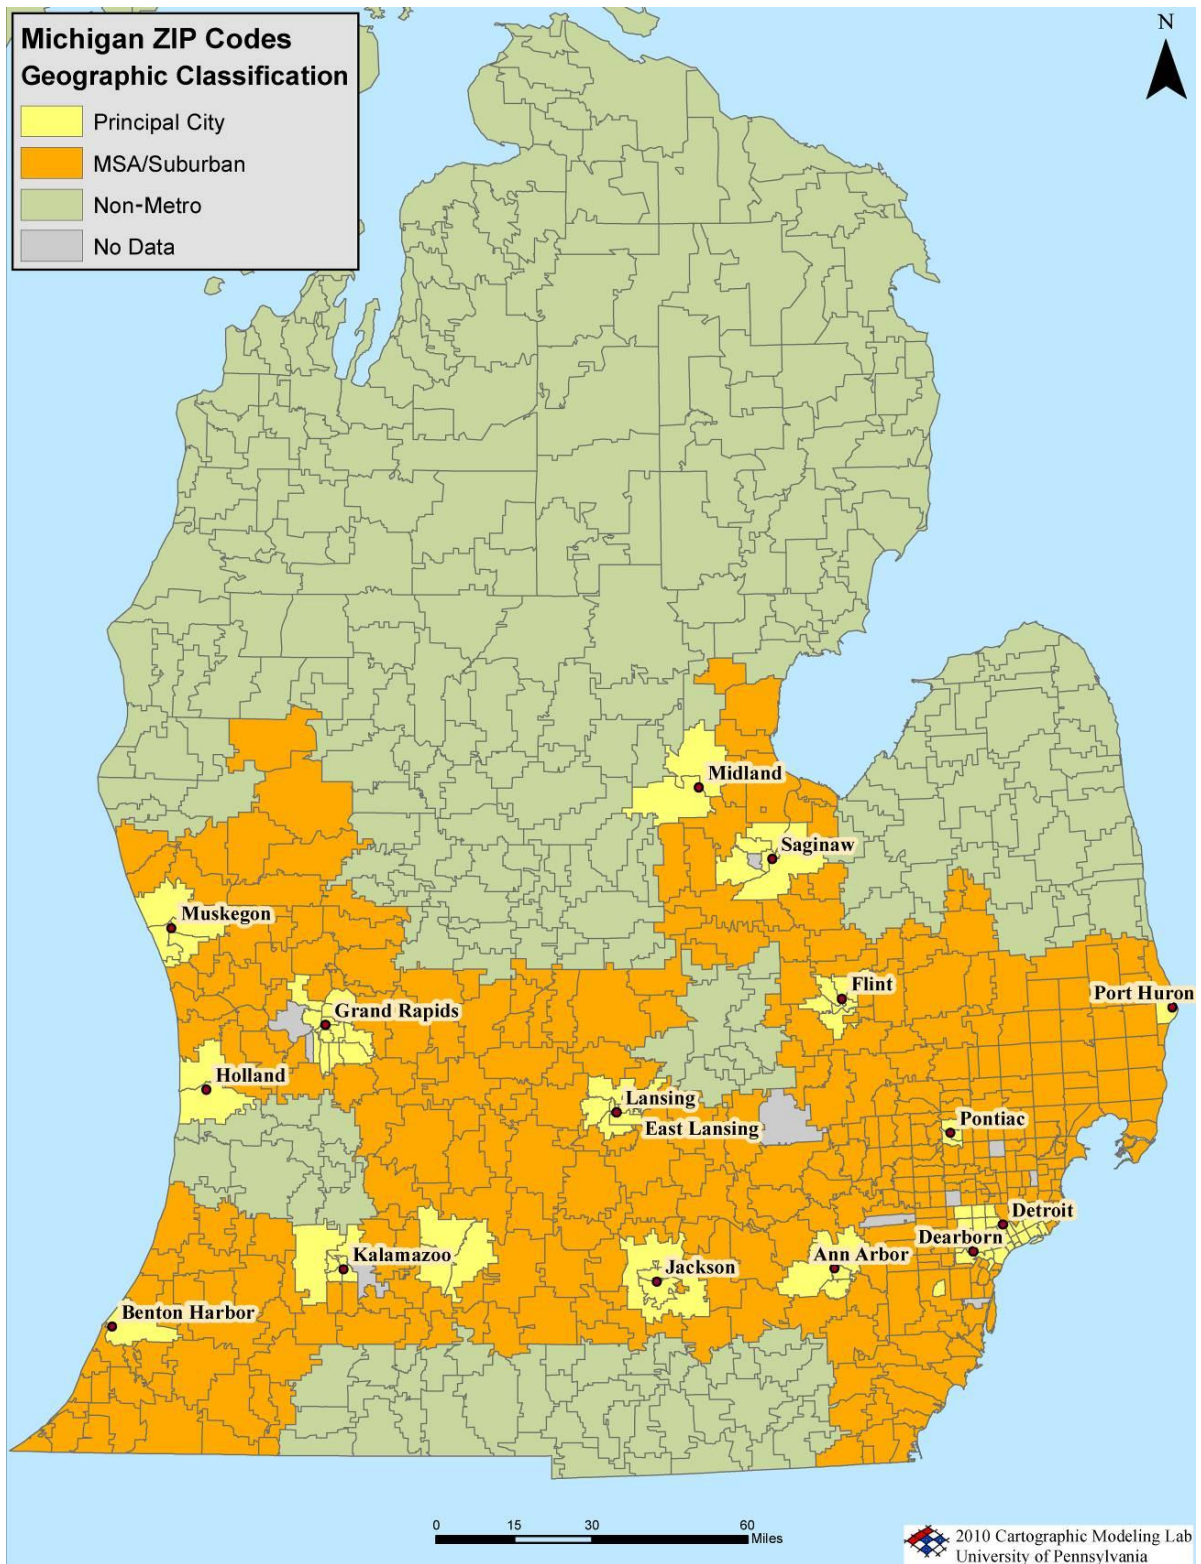 Michigan ZIP Codes
Geographic Classification
Principal City
MSA/Suburban
Non-Metro
No Data
N
Midland
Saginaw
Muskegon
Flint
Port Huron
Grand Rapids
Holland
Lansing
East Lansing
Pontiac
Detroit
Dearborn
Ann Arbor
Kalamazoo
Jackson
Benton Harbor
0 15 30 60
Miles
2010 Cartographic Modeling Lab
University of Pennsylvania